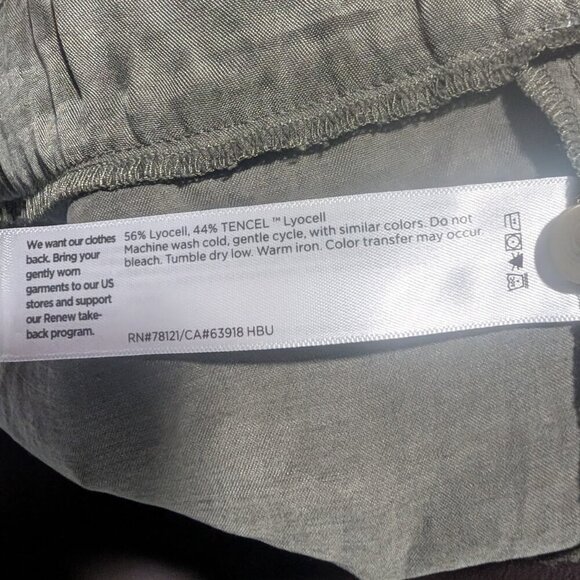 We want our clothes
back. Bring your
gently worn
garments to our US
stores and support
our Renew take-
back program.
56% Lyocell, 44% TENCEL ™ Lyocell
Machine wash cold, gentle cycle, with similar colors. Do not
bleach. Tumble dry low. Warm iron. Color transfer may occur.
RN#78121/CA#63918 HBU